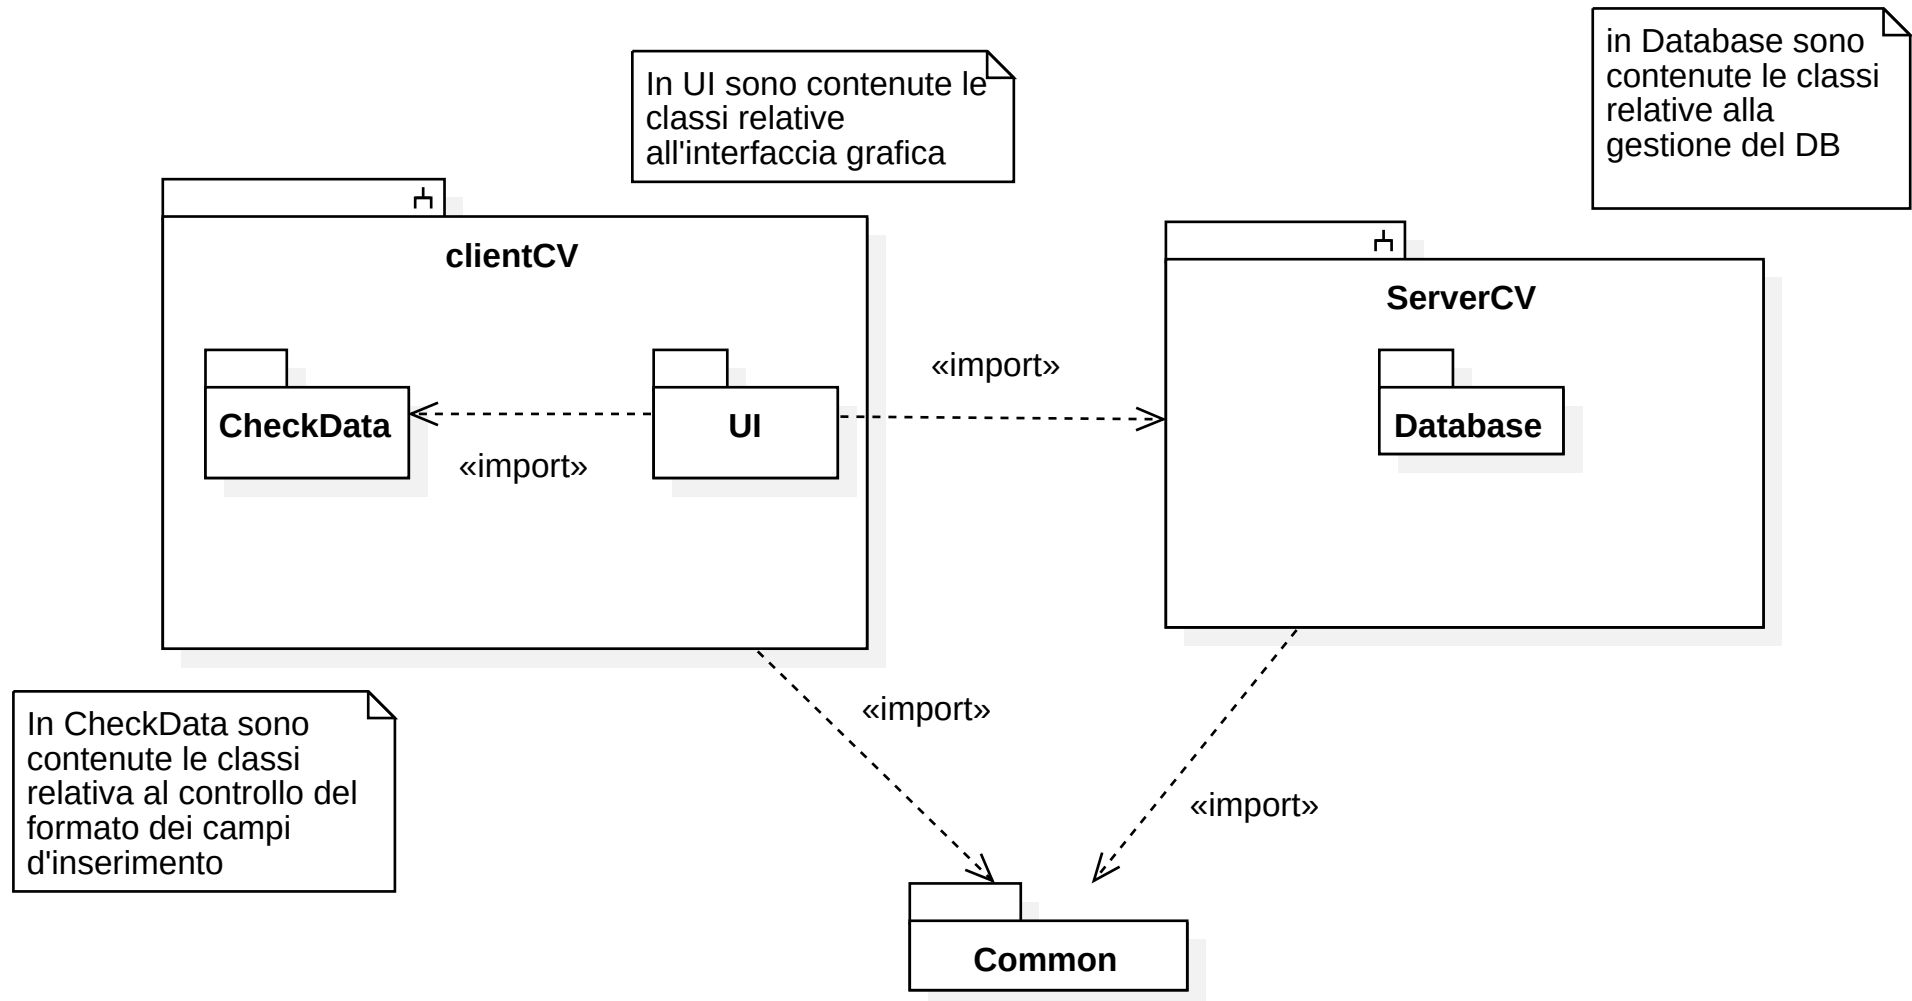 in Database sono
contenute le classi
relative alla
gestione del DB
In UI sono contenute le
classi relative
all'interfaccia grafica
clientCV
ServerCV
«import»
CheckData
UI
Database
«import»
In CheckData sono
contenute le classi
relativa al controllo del
formato dei campi
d'inserimento
«import»
«import»
Common